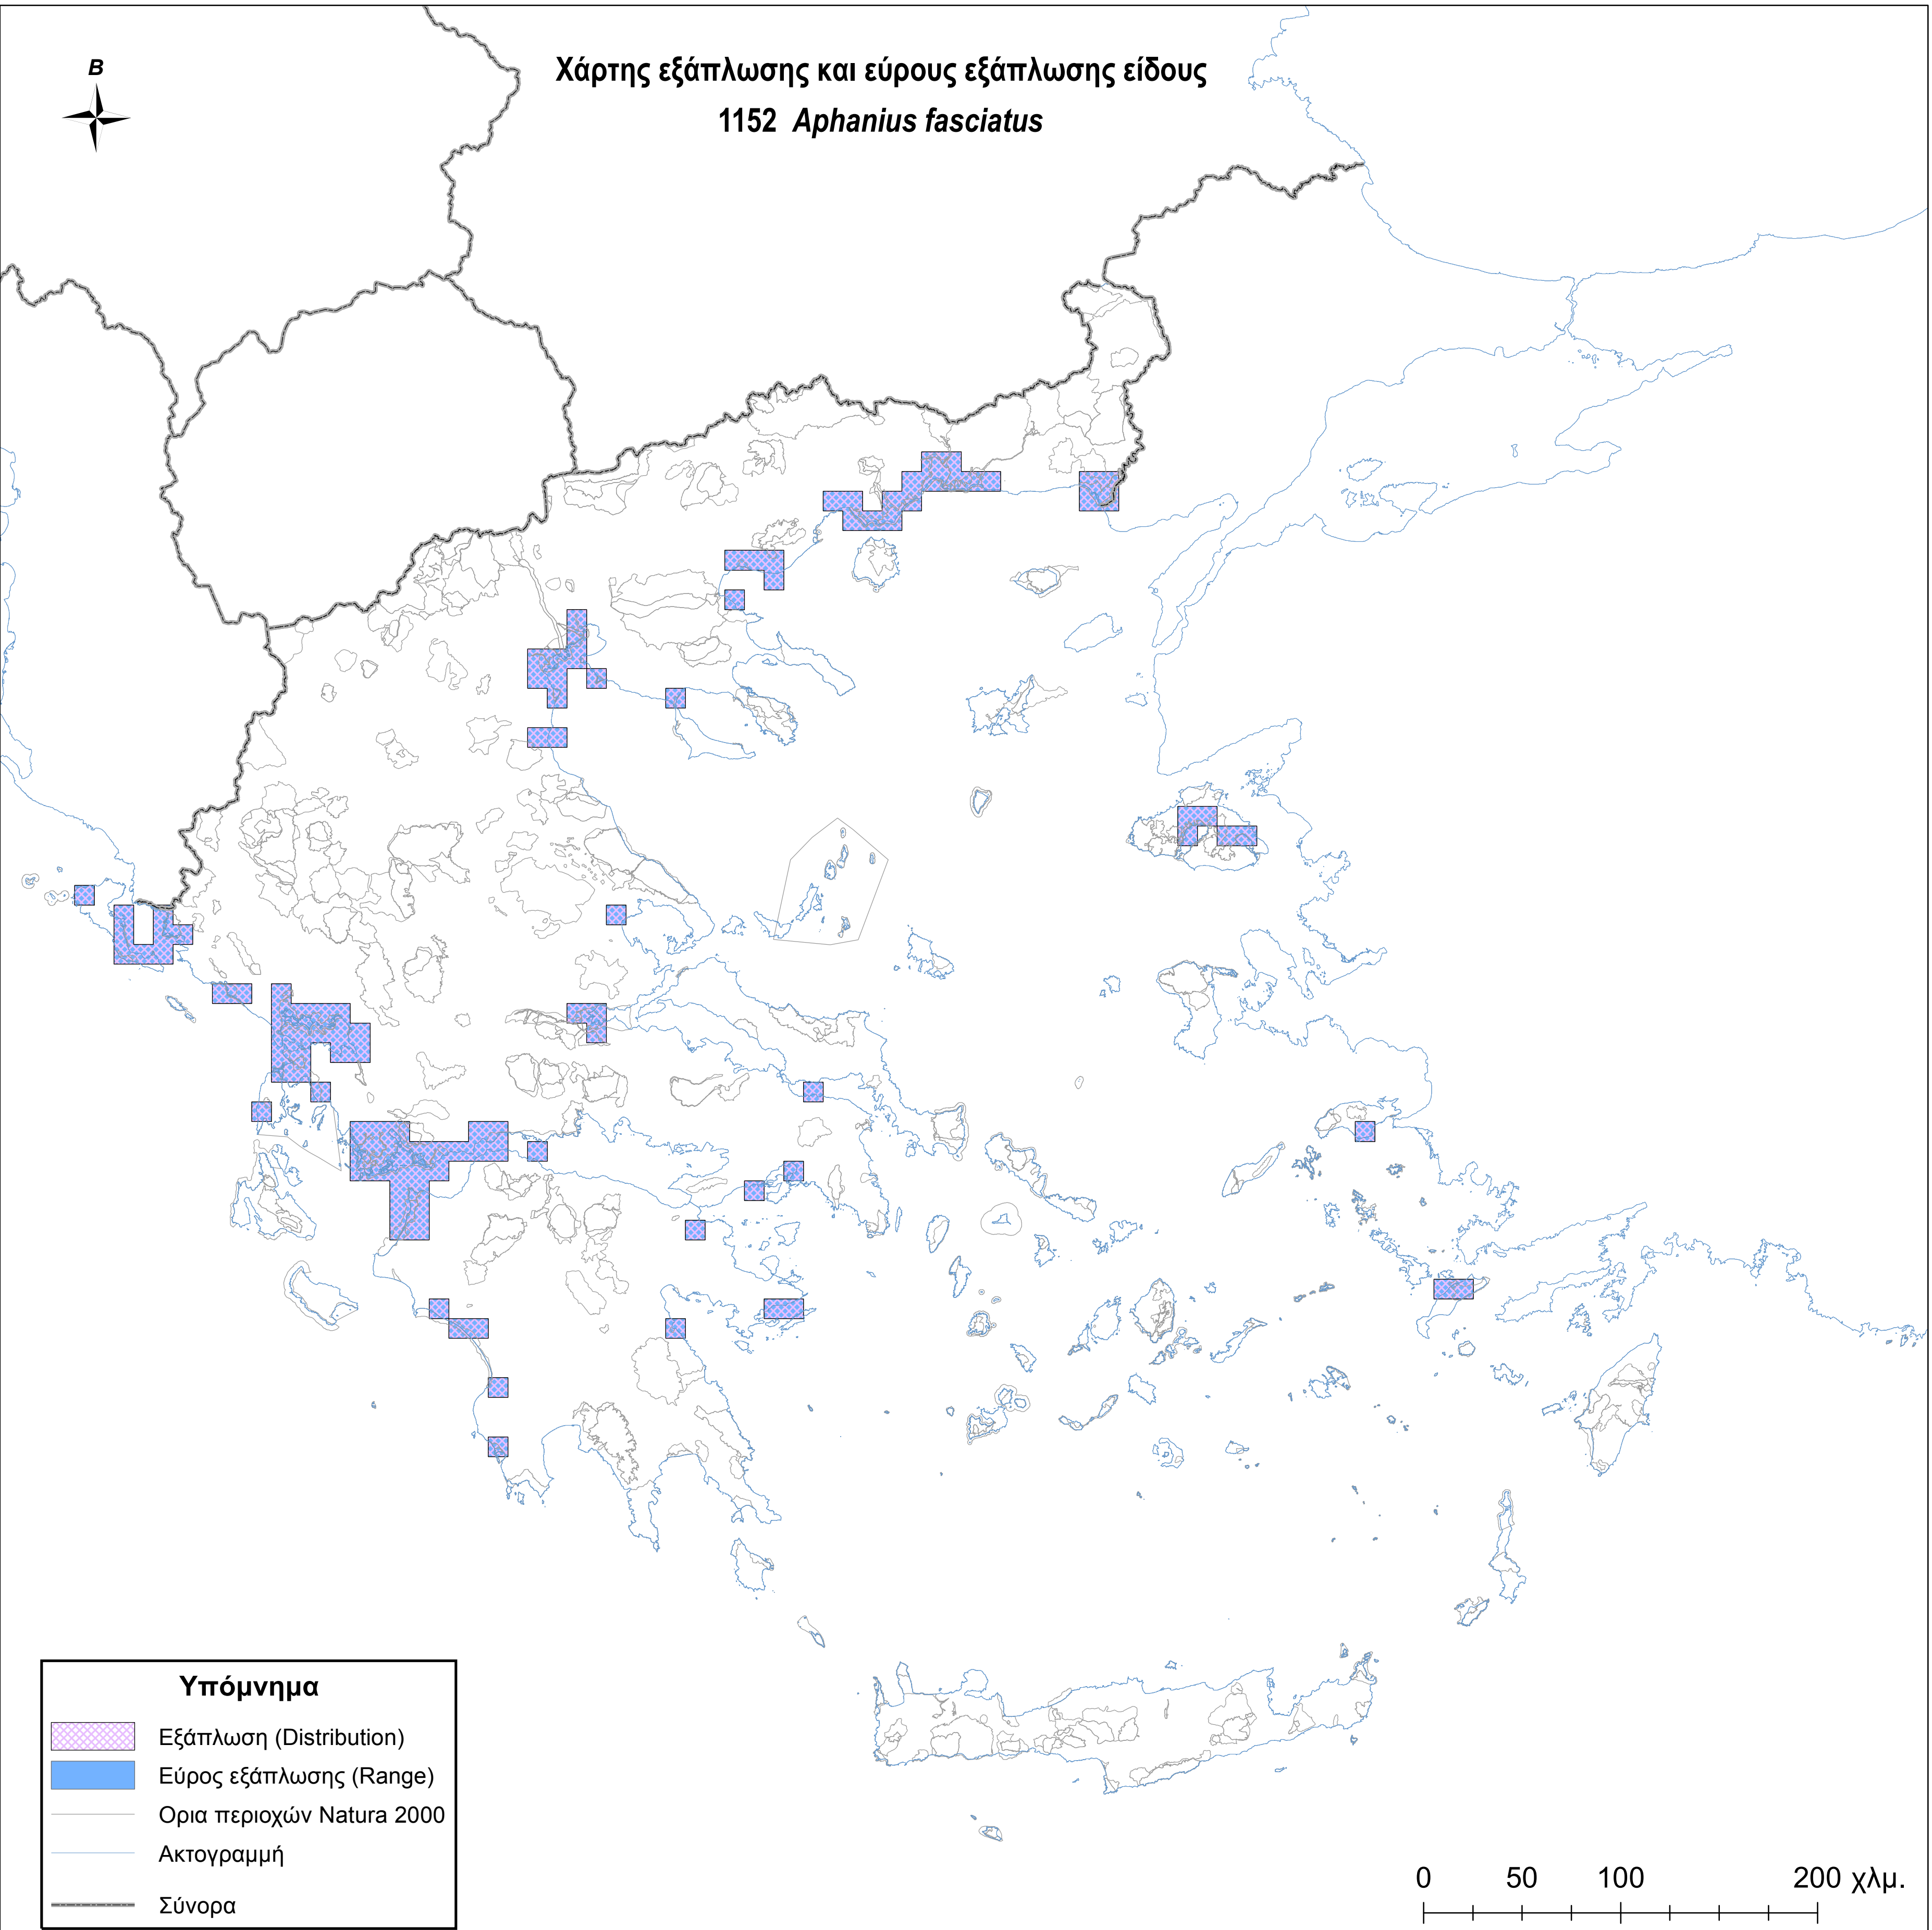 Β
Χάρτης εξάπλωσης και εύρους εξάπλωσης είδους
1152 Aphanius fasciatus
Υπόμνημα
Εξάπλωση (Distribution)
Εύρος εξάπλωσης (Range)
Ορια περιοχών Natura 2000
Ακτογραμμή
Σύνορα
0 50 100 200 χλμ.